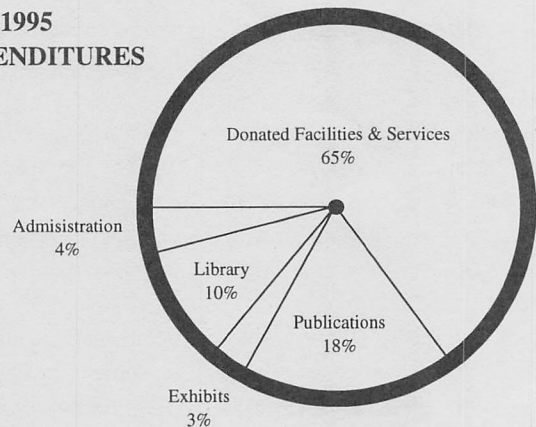 1995
ENDITURES
Donated Facilities & Services
65%
Admisistration
4%
Library
10%
Publications
18%
Exhibits
3%